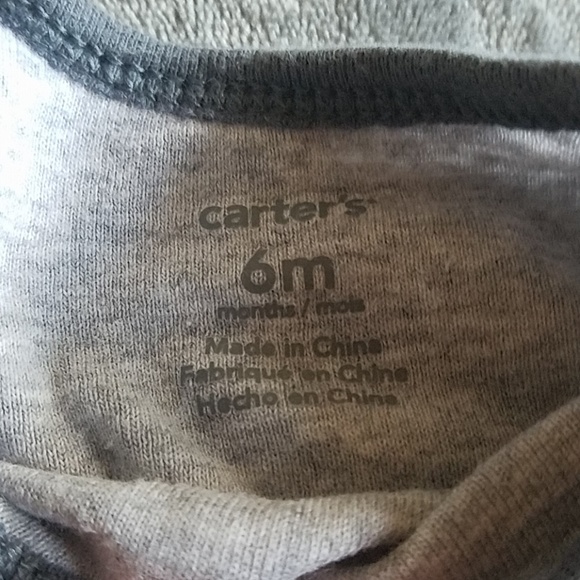 carter's
6m
months / mois
Made in China
Fabriqué en Chine
Hecho en China